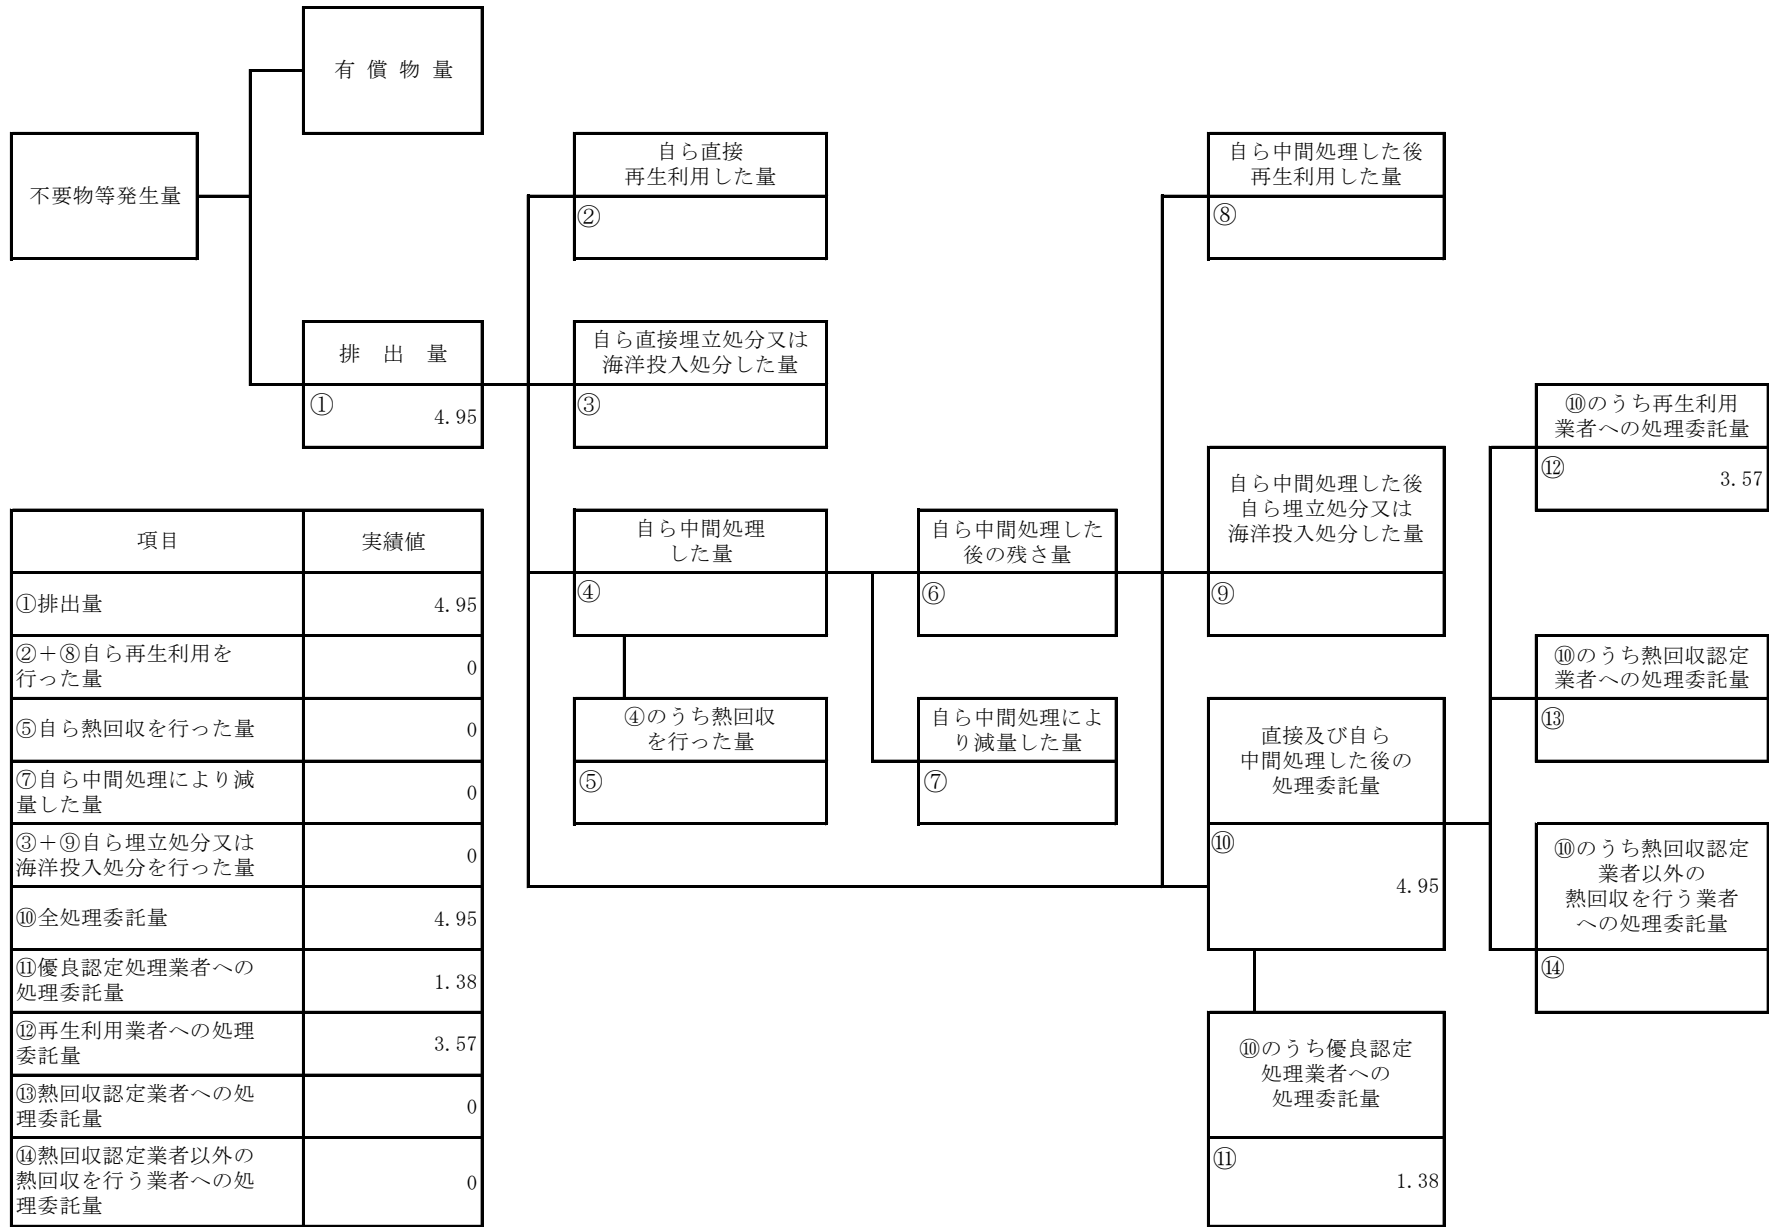 有償物量
不要物等発生量
自ら直接
再生利用した量
②
自ら中間処理した後
再生利用した量
⑧
排出量
①
4.95
自ら直接埋立処分又は
海洋投入処分した量
③
⑩のうち再生利用
業者への処理委託量
⑫
3.57
自ら中間処理した後
自ら埋立処分又は
海洋投入処分した量
⑨
自ら中間処理
した量
④
自ら中間処理した
後の残さ量
⑥
⑩のうち熱回収認定
業者への処理委託量
⑬
④のうち熱回収
を行った量
⑤
自ら中間処理によ
り減量した量
⑦
直接及び自ら
中間処理した後の
処理委託量
⑩
4.95
⑩のうち熱回収認定
業者以外の
熱回収を行う業者
への処理委託量
⑭
⑩のうち優良認定
処理業者への
処理委託量
⑪
1.38
項目
実績値
①排出量
4.95
②+⑧自ら再生利用を
行った量
0
⑤自ら熱回収を行った量
0
⑦自ら中間処理により減
量した量
0
③+⑨自ら埋立処分又は
海洋投入処分を行った量
0
⑩全処理委託量
4.95
⑪優良認定処理業者への
処理委託量
1.38
⑫再生利用業者への処理
委託量
3.57
⑬熱回収認定業者への処
理委託量
0
⑭熱回収認定業者以外の
熱回収を行う業者への処
理委託量
0